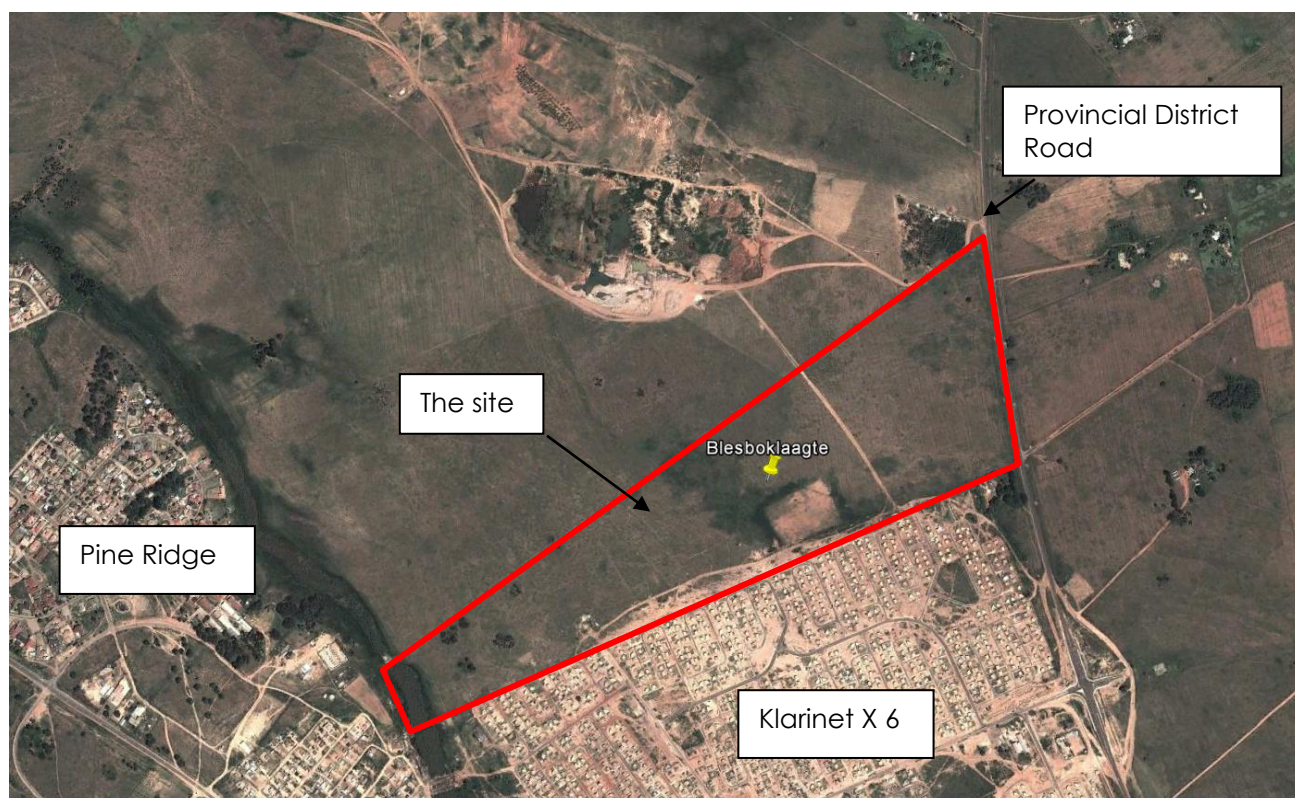 Provincial District
Road
The site
Blesboklaagte
Pine Ridge
Klarinet X 6